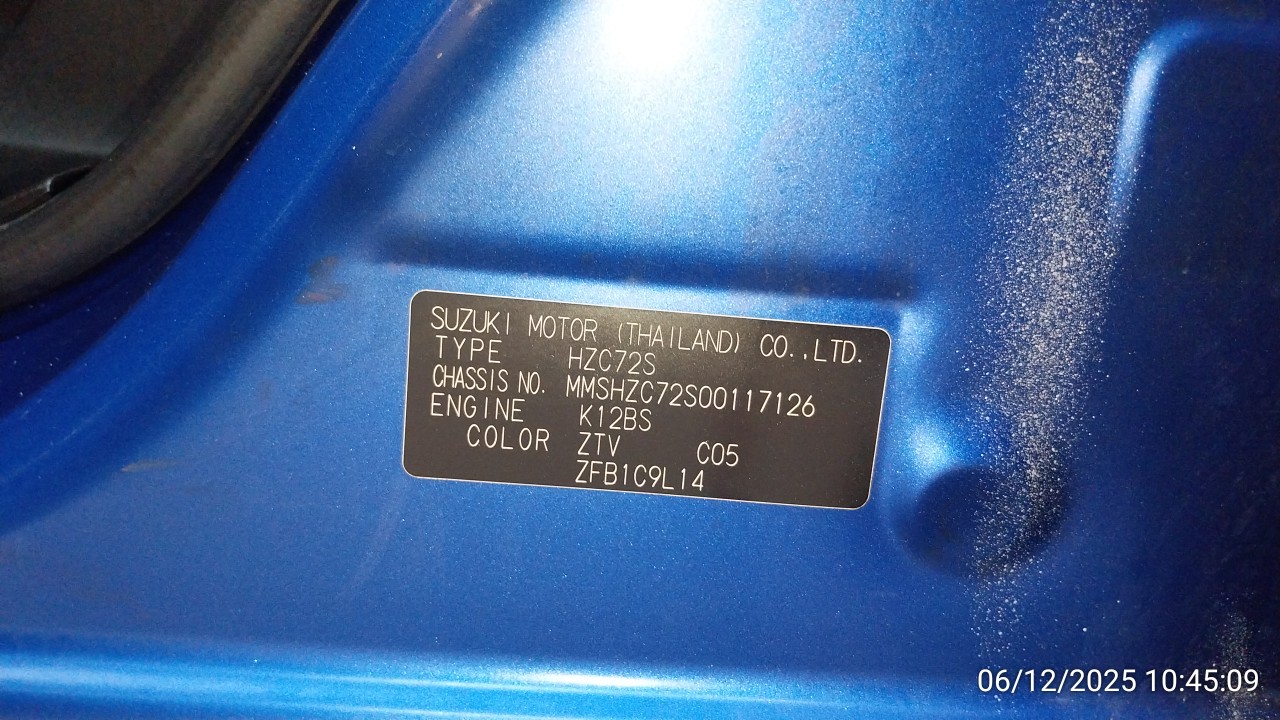 SUZUKI MOTOR (THAILAND) CO.,LTD.
TYPE HZC72S
CHASSIS NO. MMSHZC72S00117126
ENGINE K12BS
COLOR ZTV C05
ZFB1C9L14
06/12/2025 10:45:09